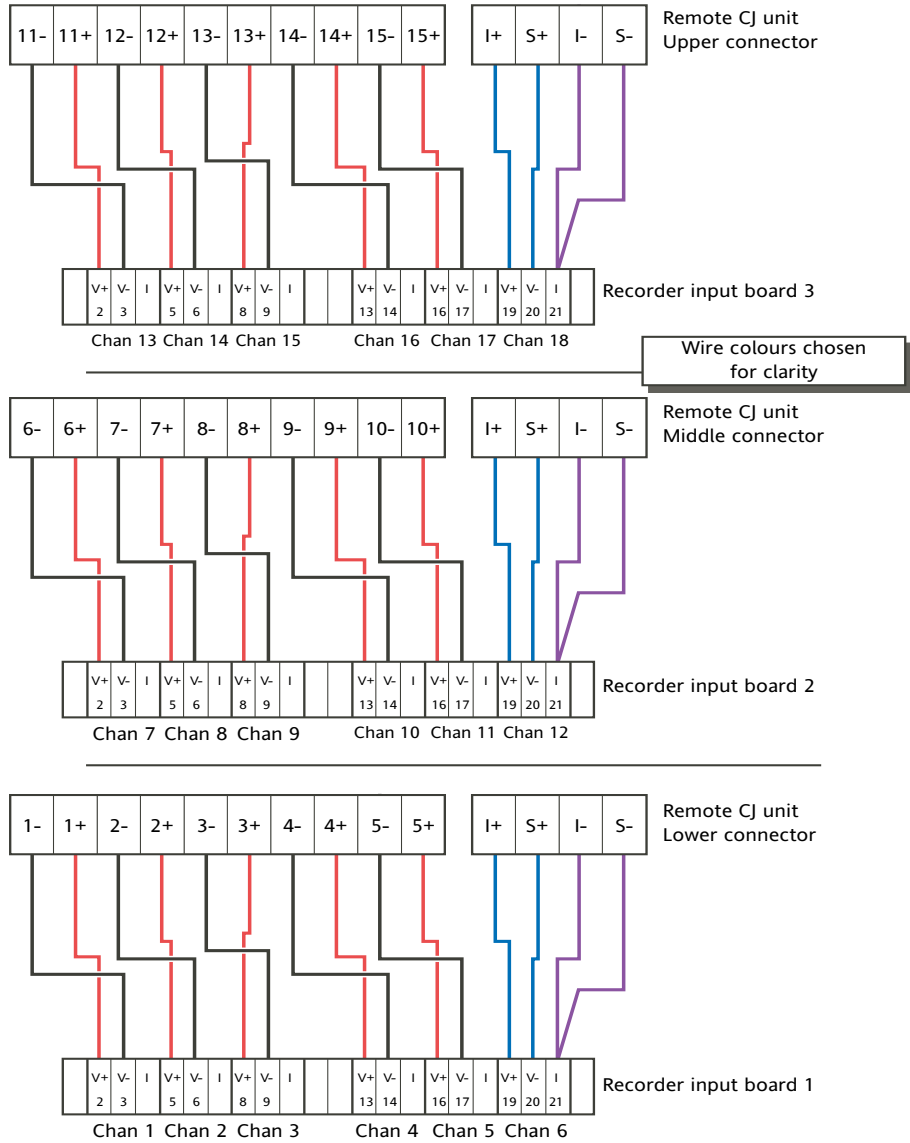 11- 11+ 12- 12+ 13- 13+ 14- 14+ 15- 15+ I+ S+ I- S-
Remote CJ unit
Upper connector
V+ V- I V+ V- I V+ V- I V+ V- I V+ V- I V+ V- I
2 3 5 6 8 9 13 14 16 17 19 20 21
Recorder input board 3
Chan 13 Chan 14 Chan 15 Chan 16 Chan 17 Chan 18
Wire colours chosen
for clarity
6- 6+ 7- 7+ 8- 8+ 9- 9+ 10- 10+ I+ S+ I- S-
Remote CJ unit
Middle connector
V+ V- I V+ V- I V+ V- I V+ V- I V+ V- I V+ V- I
2 3 5 6 8 9 13 14 16 17 19 20 21
Recorder input board 2
Chan 7 Chan 8 Chan 9 Chan 10 Chan 11 Chan 12
1- 1+ 2- 2+ 3- 3+ 4- 4+ 5- 5+ I+ S+ I- S-
Remote CJ unit
Lower connector
V+ V- I V+ V- I V+ V- I V+ V- I V+ V- I V+ V- I
2 3 5 6 8 9 13 14 16 17 19 20 21
Recorder input board 1
Chan 1 Chan 2 Chan 3 Chan 4 Chan 5 Chan 6